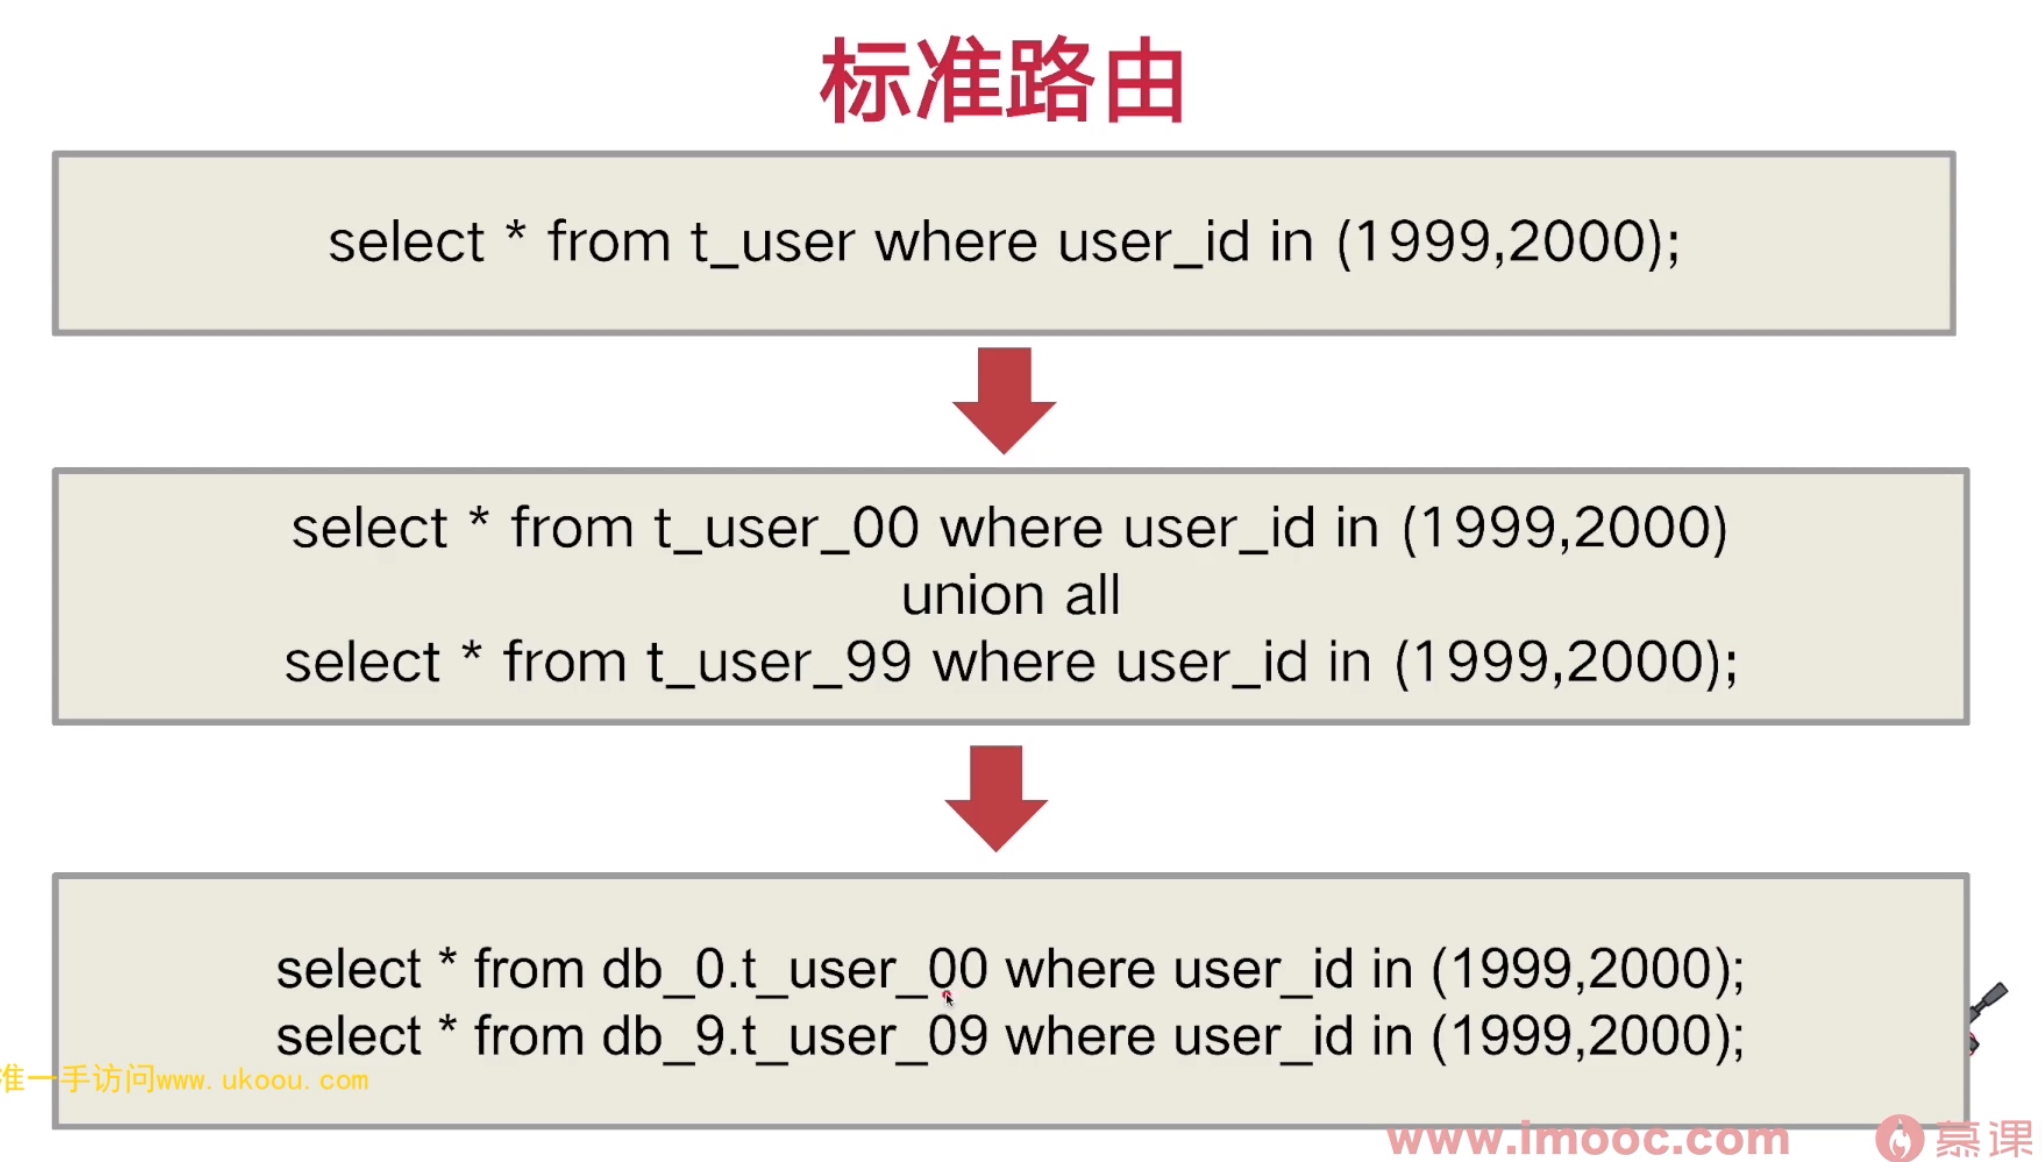 标准路由
select * from t_user where user_id in (1999,2000);
select * from t_user_00 where user_id in (1999,2000)
union all
select * from t_user_99 where user_id in (1999,2000);
select * from db_0.t_user_00 where user_id in (1999,2000);
select * from db_9.t_user_09 where user_id in (1999,2000);
准一手访问www.ukoou.com
www.imooc.com
慕课